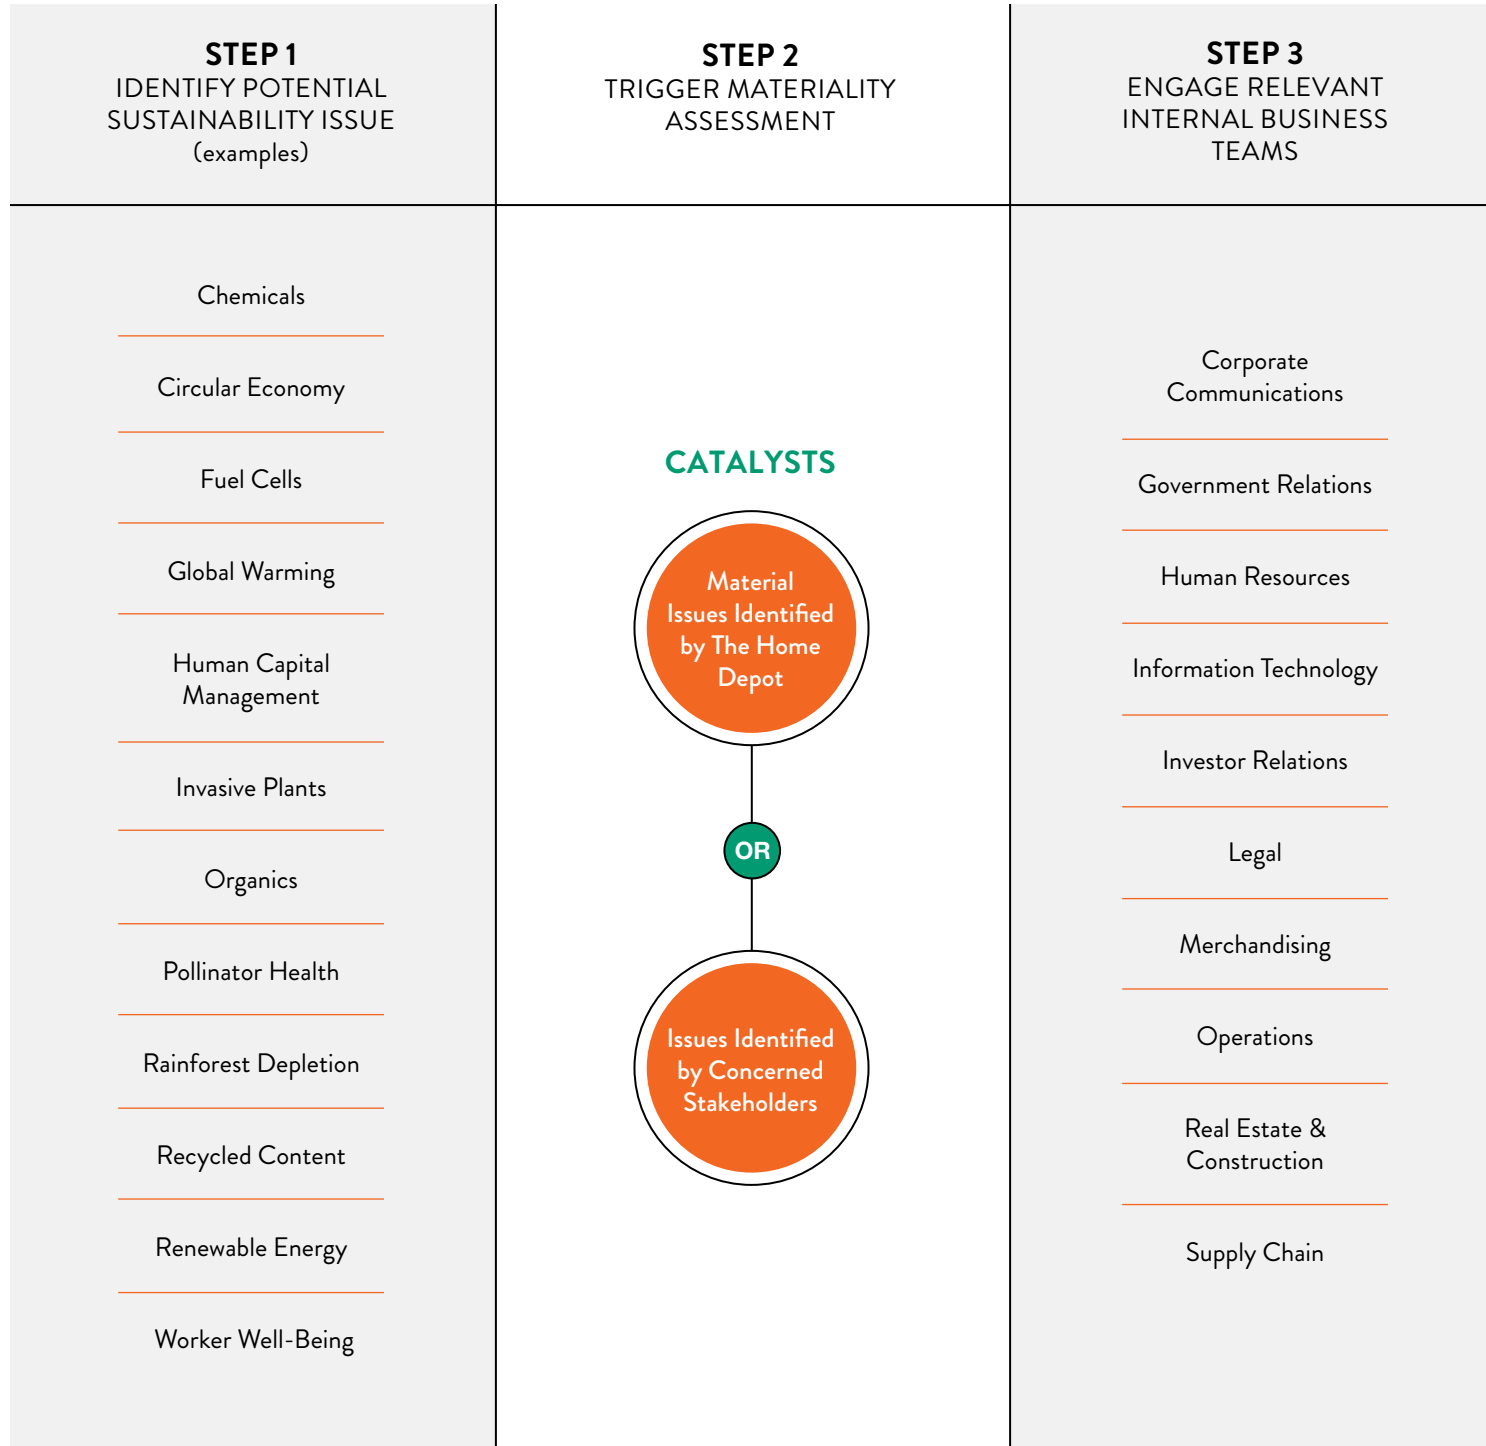 STEP 1
IDENTIFY POTENTIAL
SUSTAINABILITY ISSUE
(examples)
Chemicals
Circular Economy
Fuel Cells
Global Warming
Human Capital
Management
Invasive Plants
Organics
Pollinator Health
Rainforest Depletion
Recycled Content
Renewable Energy
Worker Well-Being
STEP 2
TRIGGER MATERIALITY
ASSESSMENT
CATALYSTS
Material
Issues Identified
by The Home
Depot
OR
Issues Identified
by Concerned
Stakeholders
STEP 3
ENGAGE RELEVANT
INTERNAL BUSINESS
TEAMS
Corporate
Communications
Government Relations
Human Resources
Information Technology
Investor Relations
Legal
Merchandising
Operations
Real Estate &
Construction
Supply Chain